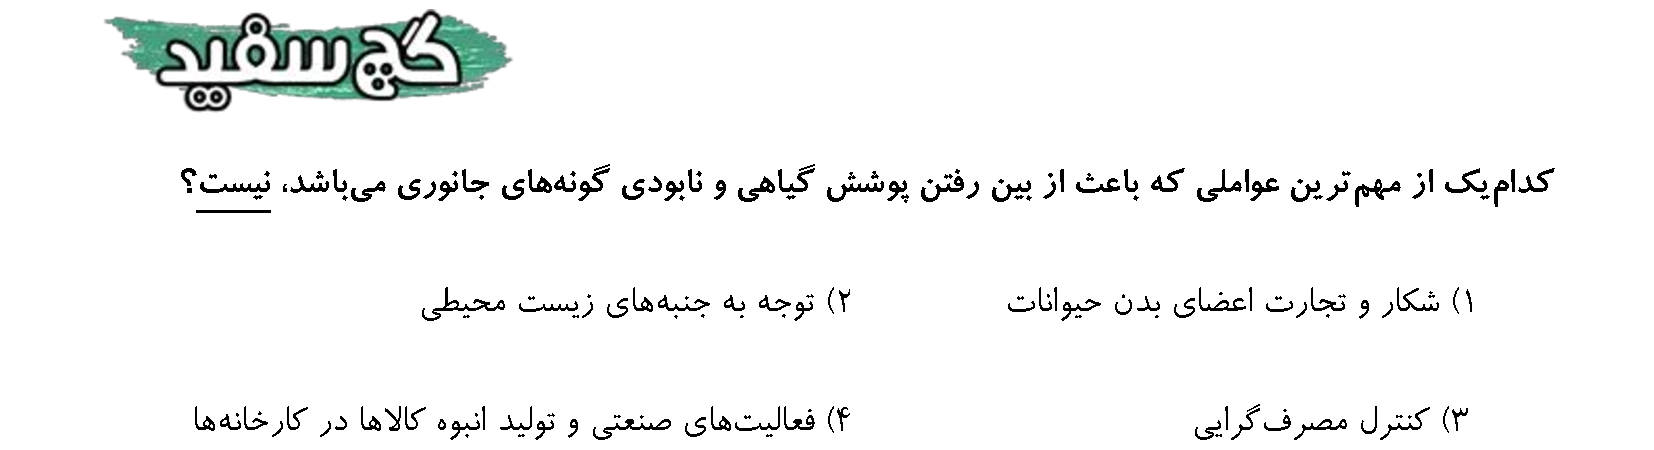 گچ سفید
کدام‌یک از مهم‌ترین عواملی که باعث از بین رفتن پوشش گیاهی و نابودی گونه‌های جانوری می‌باشد، نیست؟
۱) شکار و تجارت اعضای بدن حیوانات
۲) توجه به جنبه‌های زیست محیطی
۳) کنترل مصرف‌گرایی
۴) فعالیت‌های صنعتی و تولید انبوه کالاها در کارخانه‌ها